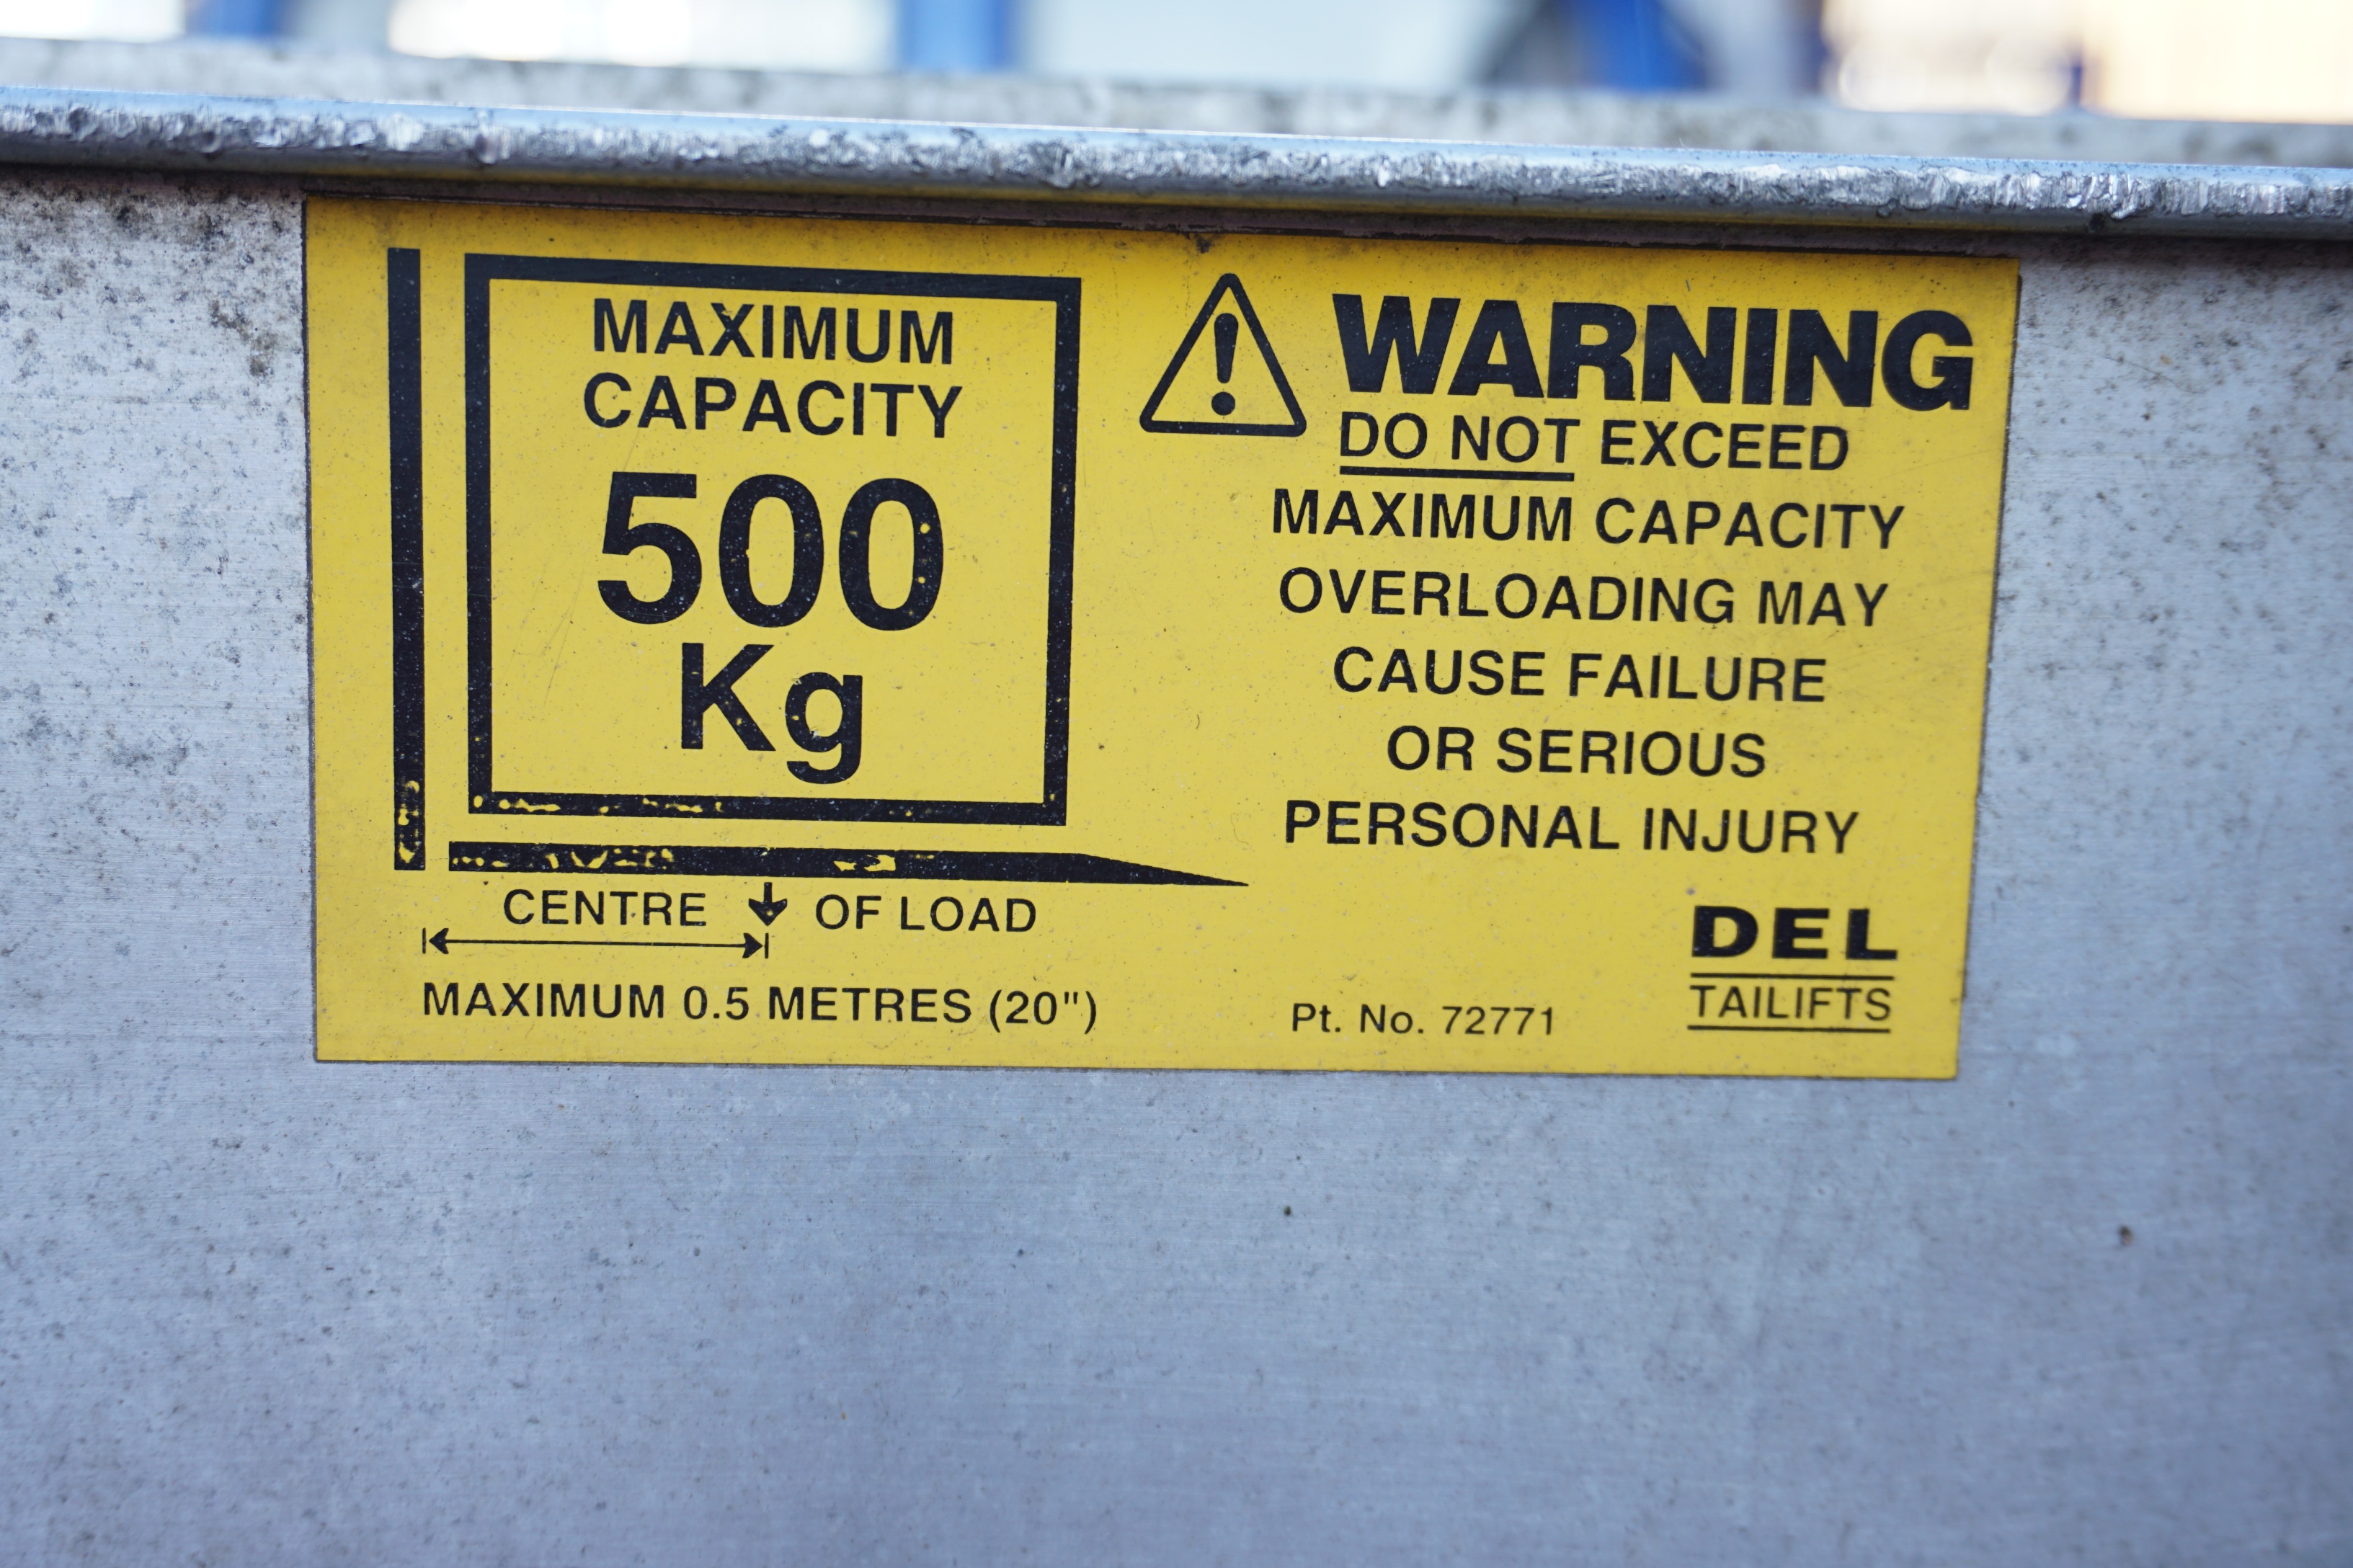 MAXIMUM
CAPACITY
500
Kg
CENTRE OF LOAD
MAXIMUM 0.5 METRES (20")
WARNING
DO NOT EXCEED
MAXIMUM CAPACITY
OVERLOADING MAY
CAUSE FAILURE
OR SERIOUS
PERSONAL INJURY
Pt. No. 72771
DEL
TAILIFTS